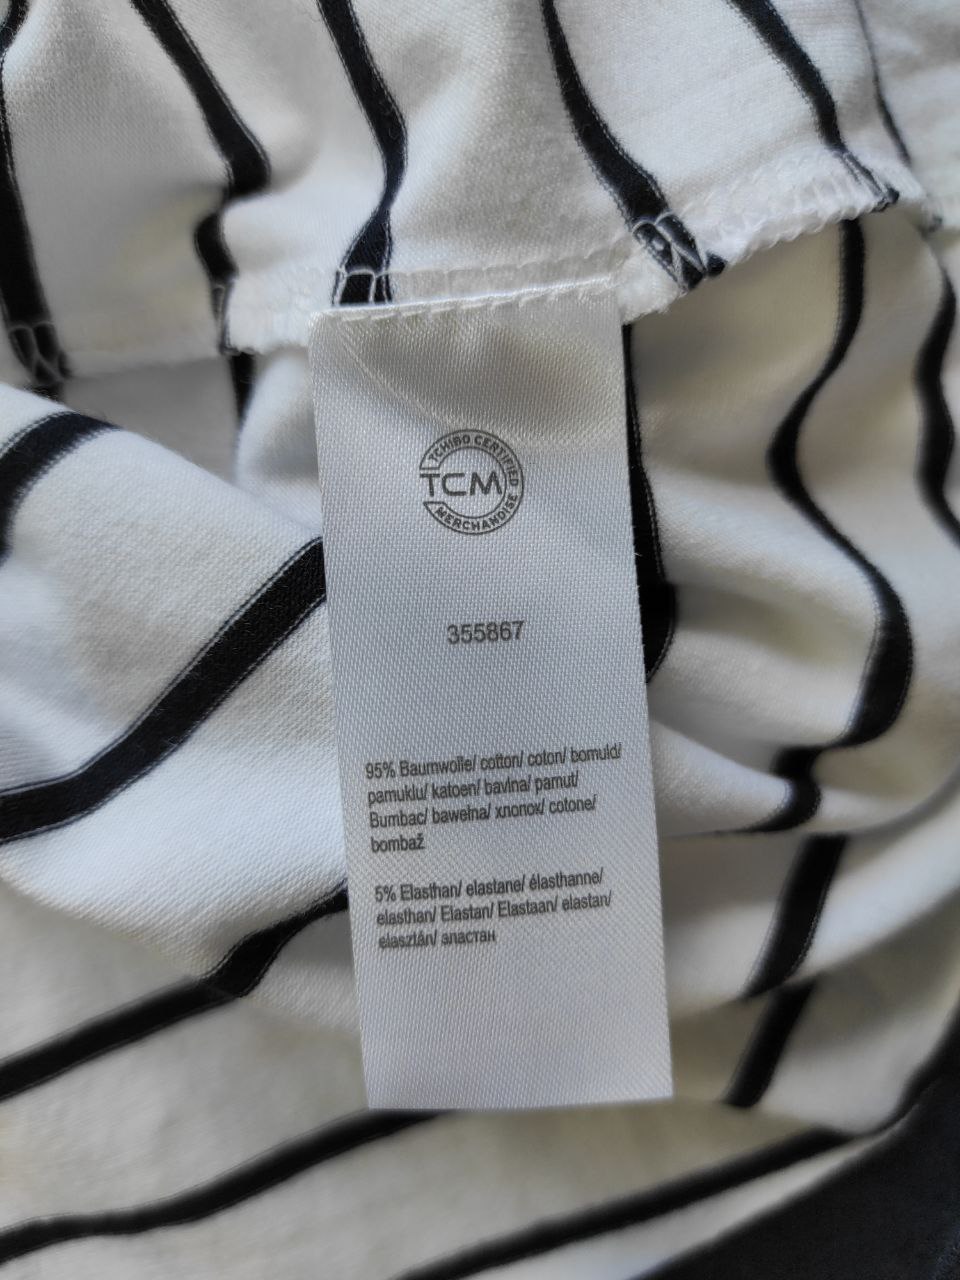 TCHIBO CERTIFIED
TCM
MERCHANDISE
355867
95% Baumwolle/ cotton/ coton/ bomuld/
pamuklu/ katoen/ bavlna/ pamut/
Bumbac/ bawełna/ хлопох/ cotone/
bombaž
5% Elasthan/ elastane/ élasthanne/
elasthan/ Elastan/ Elastaan/ elastan/
elasztán/ эластан